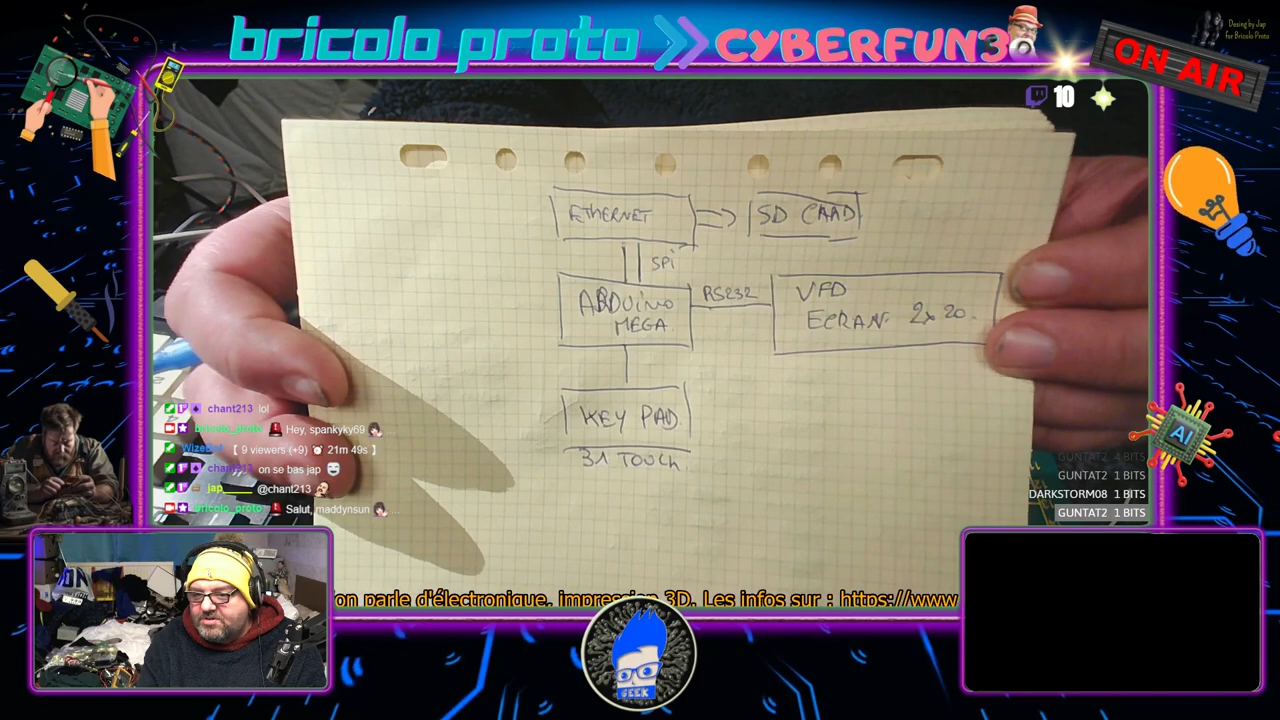 bricolo proto >> CYBERFUN3
Desing by Jap
for Bricolo Proto
ON AIR
10
ETHERNET => SD CARD
SPI
ARDUINO
MEGA
RS232
VFD
ECRAN 2x20.
KEY PAD
31 TOUCH
chant213 lol
bricolo_proto Hey, spankyky69
WizeBot 【 9 viewers (+9) 21m 49s 】
chant213 on se bas jap
jap_____ @chant213
bricolo_proto Salut, maddynsun ...
AI
GUNTAT2 4 BITS
GUNTAT2 1 BITS
DARKSTORM08 1 BITS
GUNTAT2 1 BITS
'on parle d'électronique, impression 3D. Les infos sur : https://www
GEEK